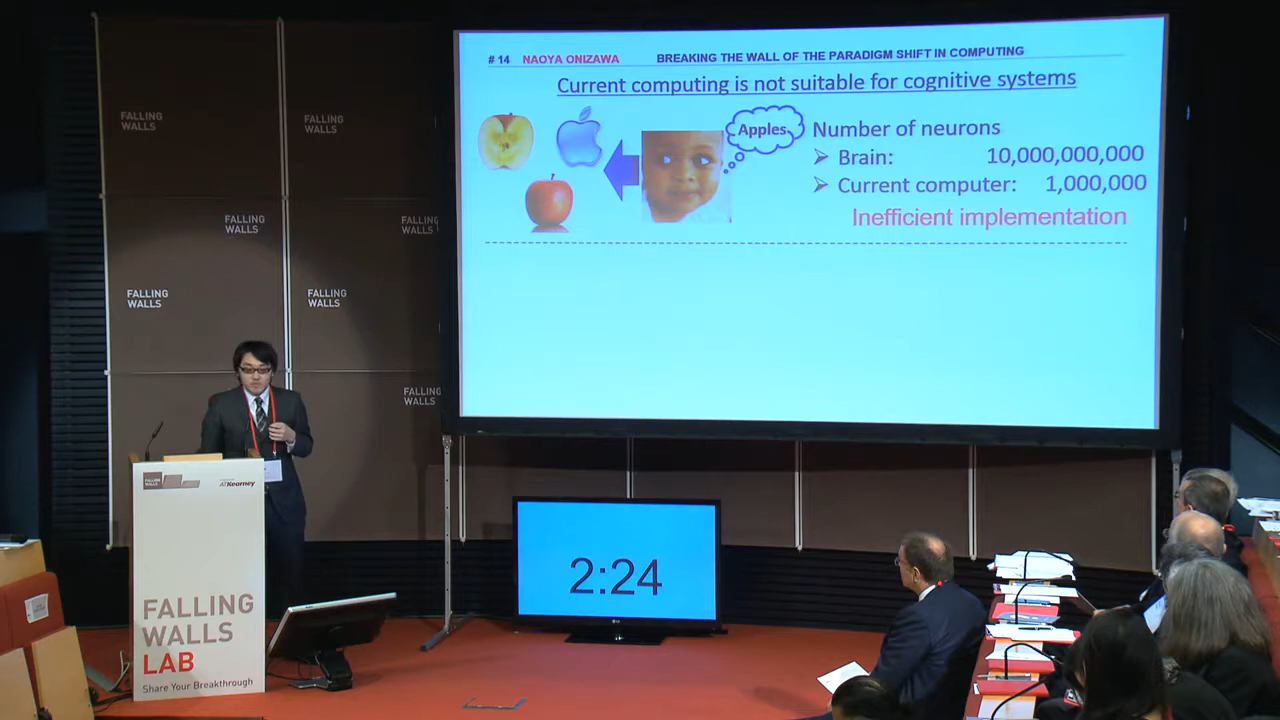 # 14 NAOYA ONIZAWA BREAKING THE WALL OF THE PARADIGM SHIFT IN COMPUTING
Current computing is not suitable for cognitive systems
Apples
Number of neurons
➢ Brain: 10,000,000,000
➢ Current computer: 1,000,000
Inefficient implementation
FALLING
WALLS
FALLING
WALLS
FALLING
WALLS
FALLING
WALLS
FALLING
WALLS
FALLING
WALLS
FALLING
WALLS
2:24
FALLING
WALLS
ATKearney
FALLING
WALLS
LAB
Share Your Breakthrough
LG